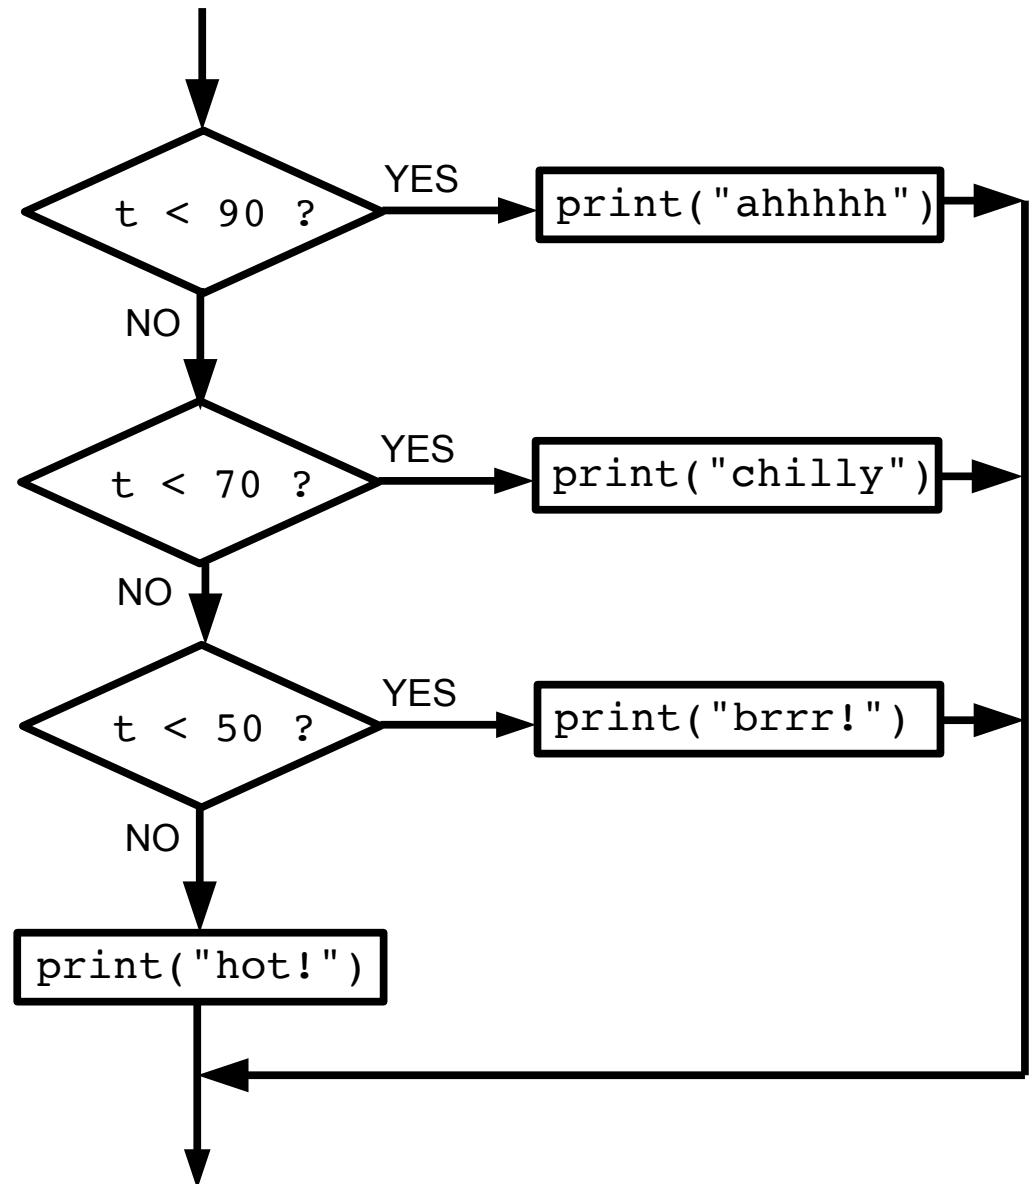 t < 90 ?
YES
print("ahhhhh")
NO
t < 70 ?
YES
print("chilly")
NO
t < 50 ?
YES
print("brrr!")
NO
print("hot!")